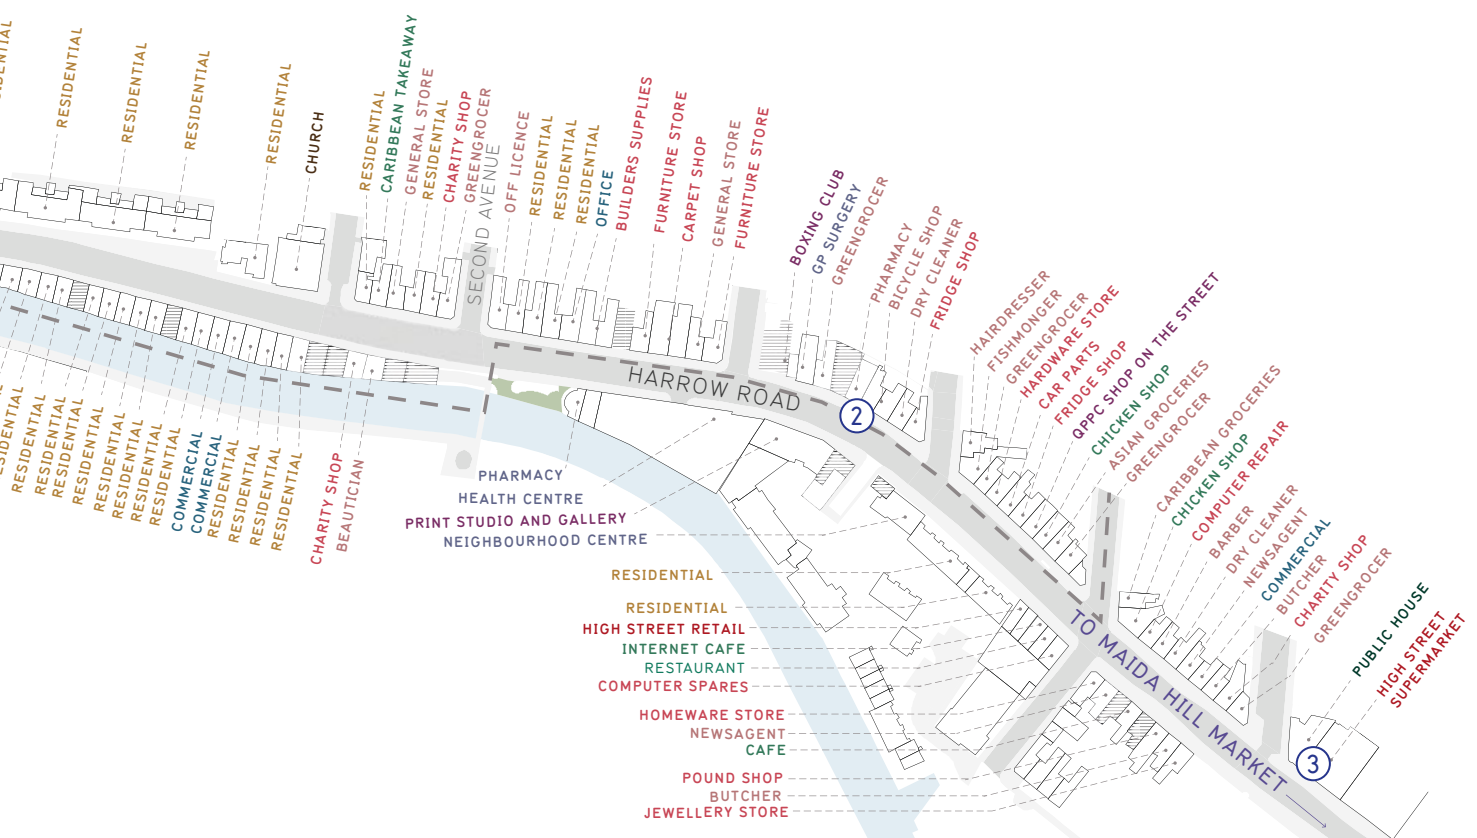 RESIDENTIAL
RESIDENTIAL
RESIDENTIAL
RESIDENTIAL
CHURCH
RESIDENTIAL
CARIBBEAN TAKEAWAY
GENERAL STORE
RESIDENTIAL
CHARITY SHOP
GREENGROCER
SECOND AVENUE
OFF LICENCE
RESIDENTIAL
RESIDENTIAL
RESIDENTIAL
OFFICE
BUILDERS SUPPLIES
FURNITURE STORE
CARPET SHOP
GENERAL STORE
FURNITURE STORE
BOXING CLUB
GP SURGERY
GREENGROCER
PHARMACY
BICYCLE SHOP
DRY CLEANER
FRIDGE SHOP
HAIRDRESSER
FISHMONGER
GREENGROCER
HARDWARE STORE
CAR PARTS
FRIDGE SHOP
QPPC SHOP ON THE STREET
CHICKEN SHOP
ASIAN GROCERIES
GREENGROCER
CARIBBEAN GROCERIES
CHICKEN SHOP
COMPUTER REPAIR
BARBER
DRY CLEANER
NEWSAGENT
COMMERCIAL
BUTCHER
CHARITY SHOP
GREENGROCER
PUBLIC HOUSE
HIGH STREET
SUPERMARKET
HARROW ROAD
2
TO MAIDA HILL MARKET
3
RESIDENTIAL
RESIDENTIAL
RESIDENTIAL
RESIDENTIAL
RESIDENTIAL
RESIDENTIAL
RESIDENTIAL
RESIDENTIAL
COMMERCIAL
COMMERCIAL
RESIDENTIAL
RESIDENTIAL
RESIDENTIAL
RESIDENTIAL
CHARITY SHOP
BEAUTICIAN
PHARMACY
HEALTH CENTRE
PRINT STUDIO AND GALLERY
NEIGHBOURHOOD CENTRE
RESIDENTIAL
RESIDENTIAL
HIGH STREET RETAIL
INTERNET CAFE
RESTAURANT
COMPUTER SPARES
HOMEWARE STORE
NEWSAGENT
CAFE
POUND SHOP
BUTCHER
JEWELLERY STORE